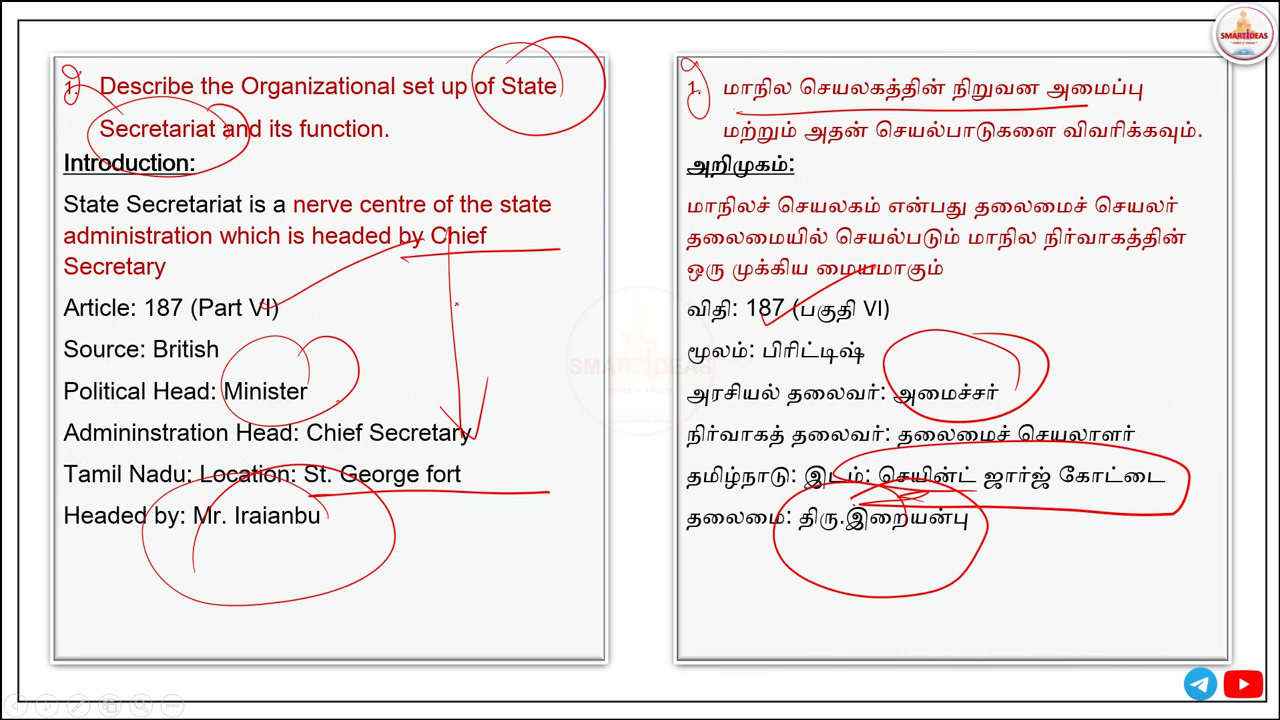 SMARTIDEAS
1. Describe the Organizational set up of State
Secretariat and its function.
Introduction:
State Secretariat is a nerve centre of the state
administration which is headed by Chief
Secretary
Article: 187 (Part VI)
Source: British
Political Head: Minister
Admininstration Head: Chief Secretary
Tamil Nadu: Location: St. George fort
Headed by: Mr. Iraianbu
1. மாநில செயலகத்தின் நிறுவன அமைப்பு
மற்றும் அதன் செயல்பாடுகளை விவரிக்கவும்.
அறிமுகம்:
மாநிலச் செயலகம் என்பது தலைமைச் செயலர்
தலைமையில் செயல்படும் மாநில நிர்வாகத்தின்
ஒரு முக்கிய மையமாகும்
விதி: 187 (பகுதி VI)
மூலம்: பிரிட்டிஷ்
அரசியல் தலைவர்: அமைச்சர்
நிர்வாகத் தலைவர்: தலைமைச் செயலாளர்
தமிழ்நாடு: இடம்: செயின்ட் ஜார்ஜ் கோட்டை
தலைமை: திரு.இறையன்பு
SMARTIDEAS